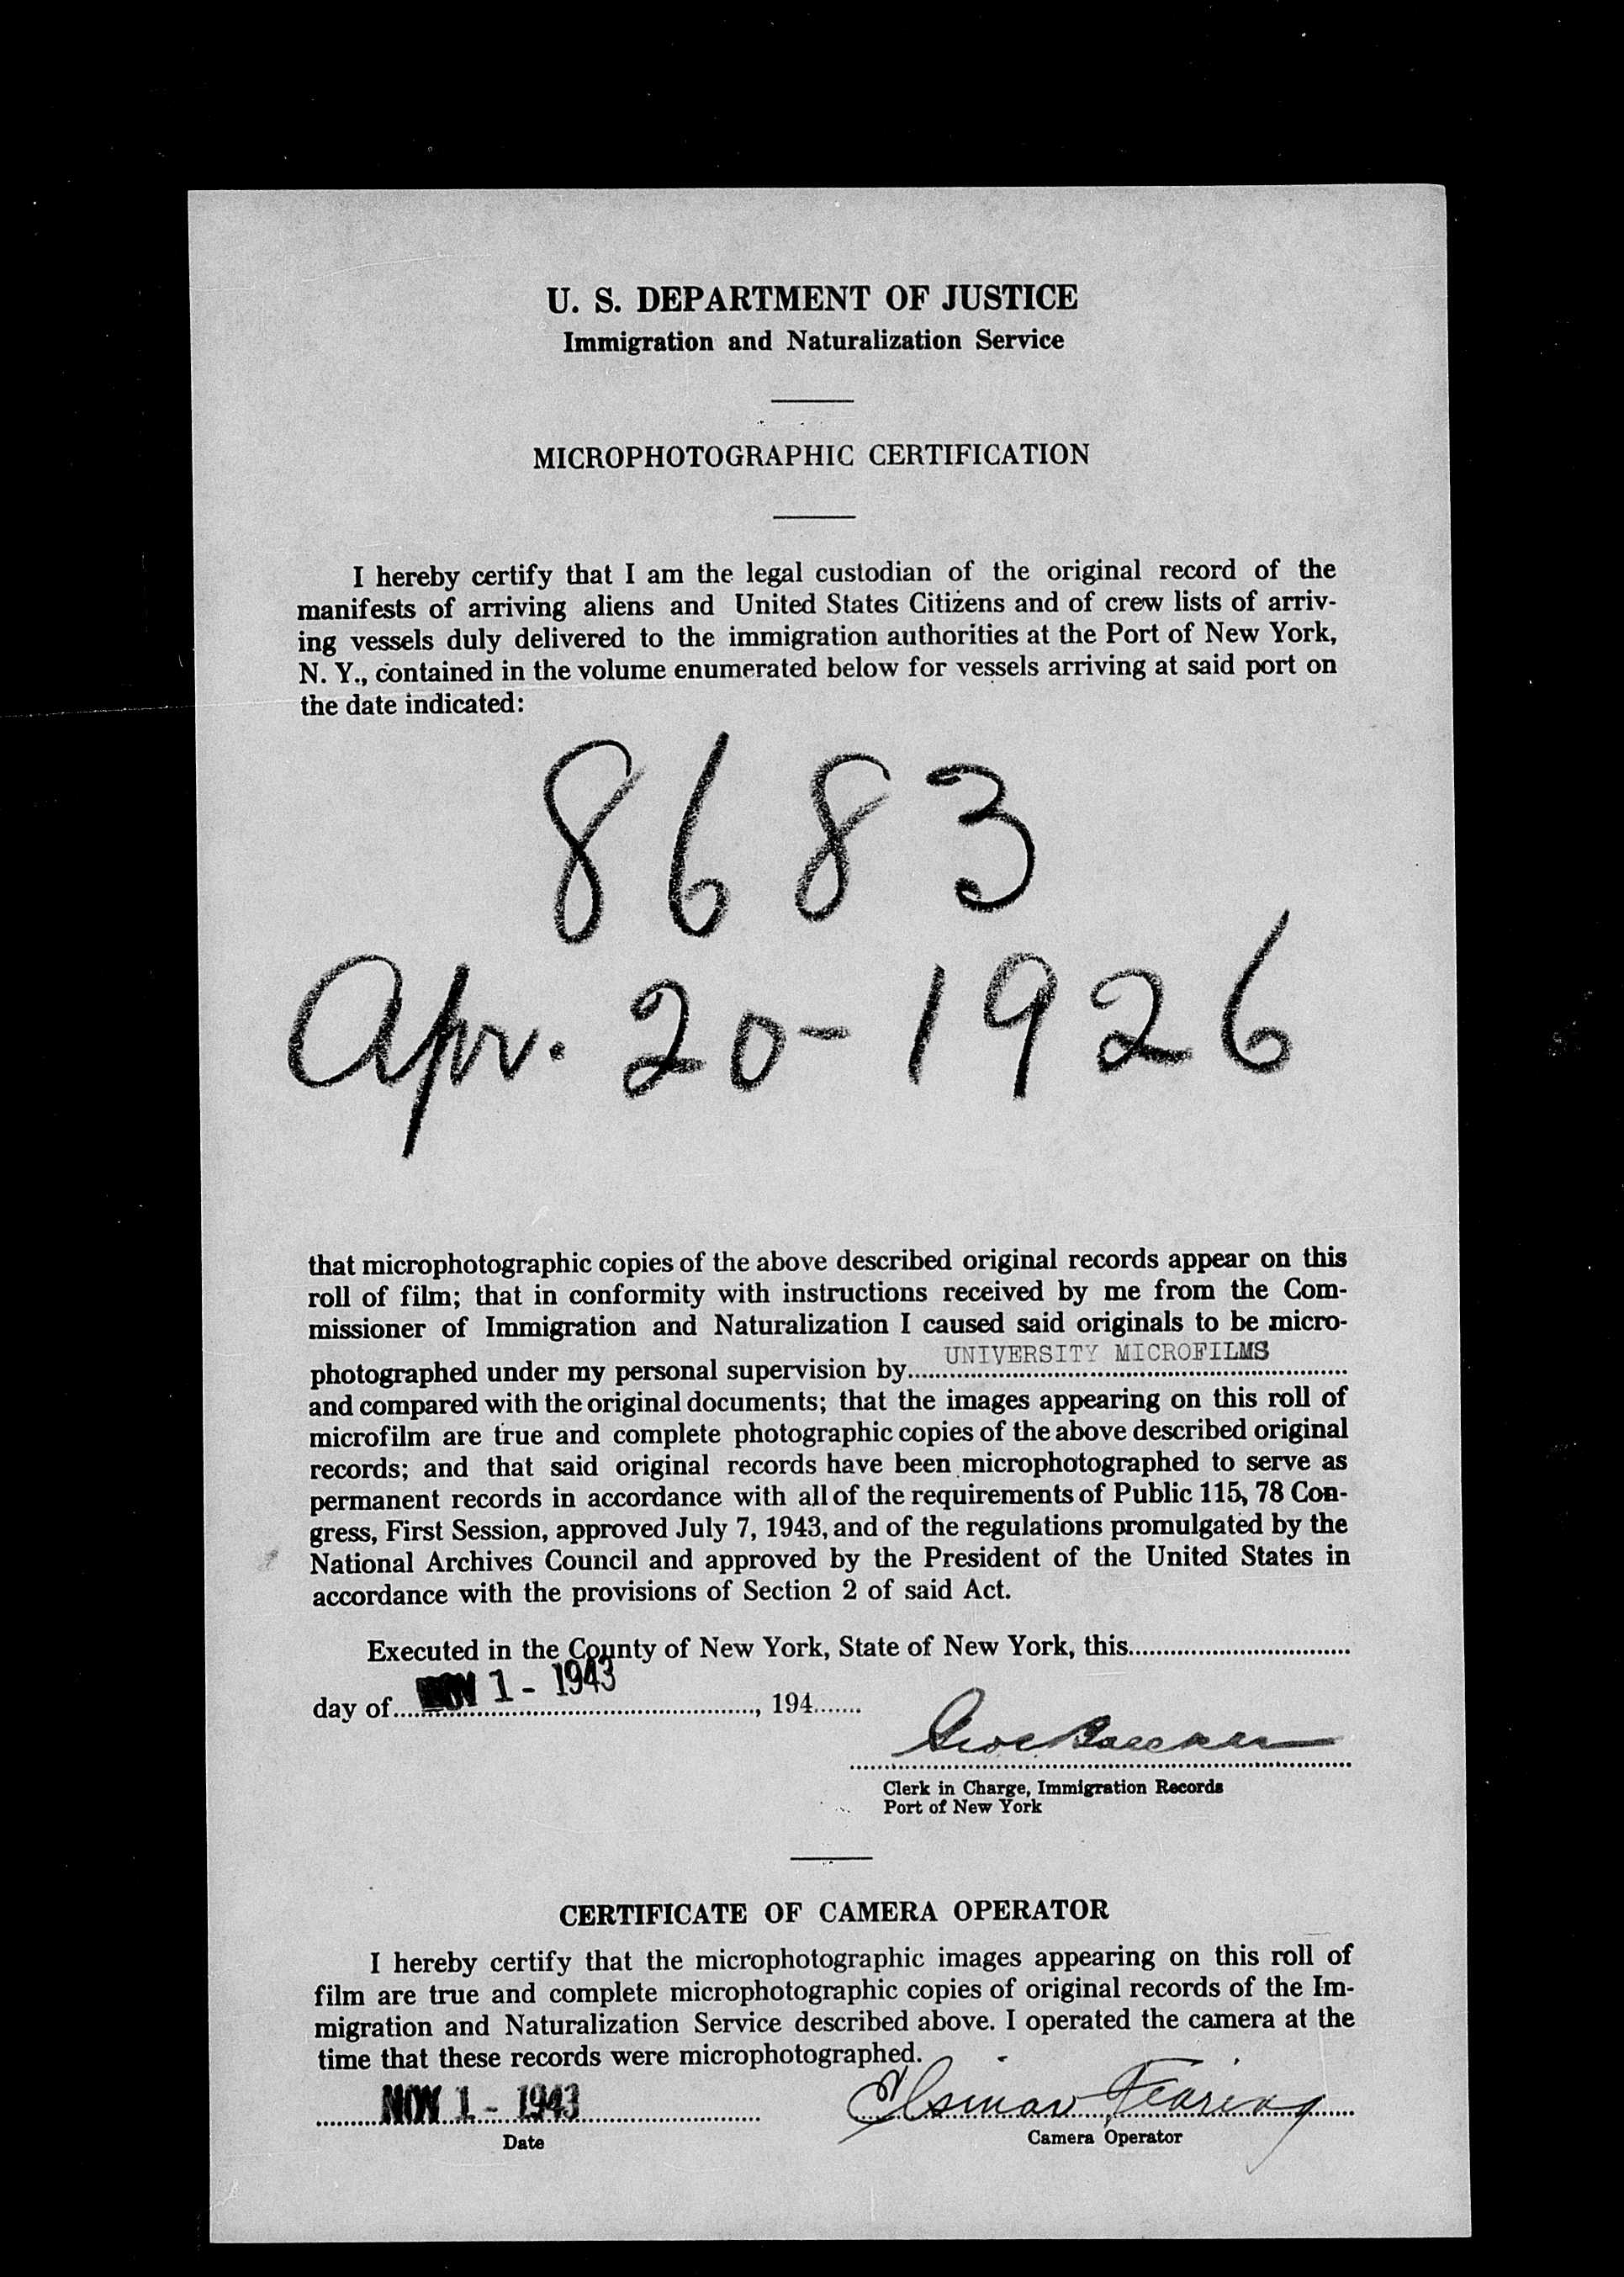 U. S. DEPARTMENT OF JUSTICE
Immigration and Naturalization Service
MICROPHOTOGRAPHIC CERTIFICATION
I hereby certify that I am the legal custodian of the original record of the
manifests of arriving aliens and United States Citizens and of crew lists of arriv-
ing vessels duly delivered to the immigration authorities at the Port of New York,
N. Y., contained in the volume enumerated below for vessels arriving at said port on
the date indicated:
8683
Apr. 20-1926
that microphotographic copies of the above described original records appear on this
roll of film; that in conformity with instructions received by me from the Com-
missioner of Immigration and Naturalization I caused said originals to be micro-
photographed under my personal supervision by UNIVERSITY MICROFILMS
and compared with the original documents; that the images appearing on this roll of
microfilm are true and complete photographic copies of the above described original
records; and that said original records have been microphotographed to serve as
permanent records in accordance with all of the requirements of Public 115, 78 Con-
gress, First Session, approved July 7, 1943, and of the regulations promulgated by the
National Archives Council and approved by the President of the United States in
accordance with the provisions of Section 2 of said Act.
Executed in the County of New York, State of New York, this
day of NOV 1 - 1943, 194
Clerk in Charge, Immigration Records
Port of New York
CERTIFICATE OF CAMERA OPERATOR
I hereby certify that the microphotographic images appearing on this roll of
film are true and complete microphotographic copies of original records of the Im-
migration and Naturalization Service described above. I operated the camera at the
time that these records were microphotographed.
NOV 1 - 1943
Date
Camera Operator